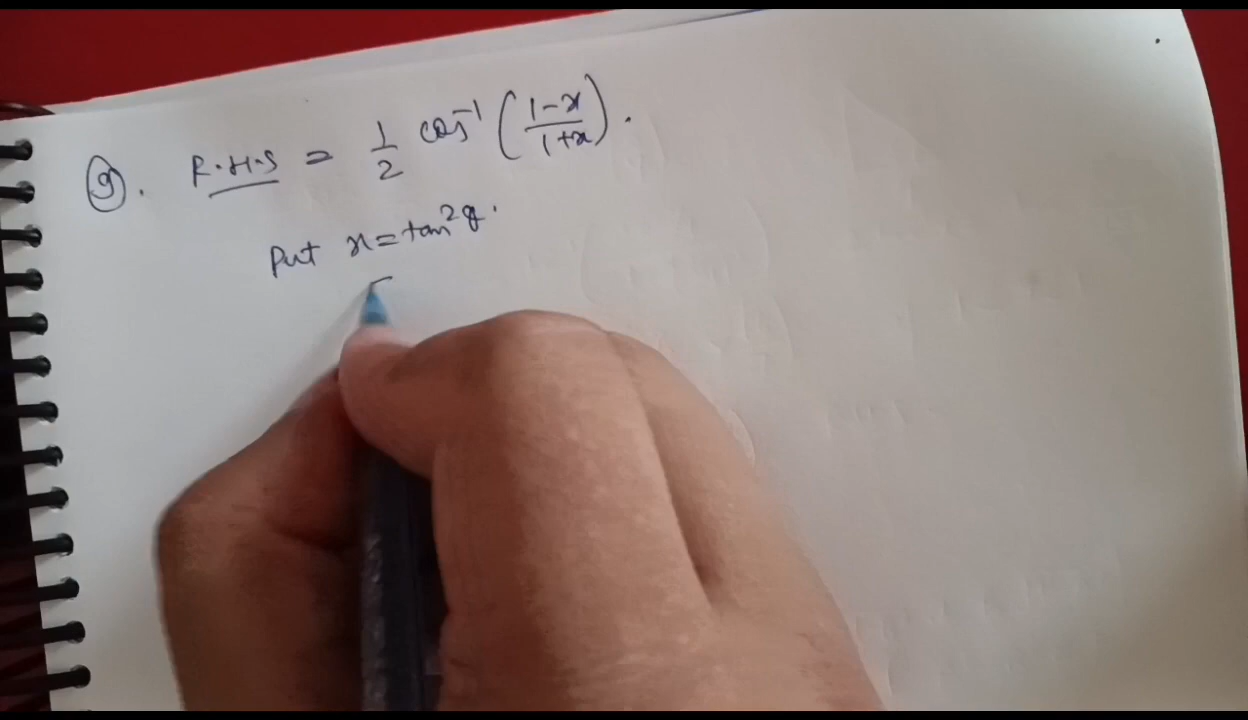 9. R.H.S = 1/2 cos⁻¹ ((1-x)/(1+x)).
Put x=tan²θ.